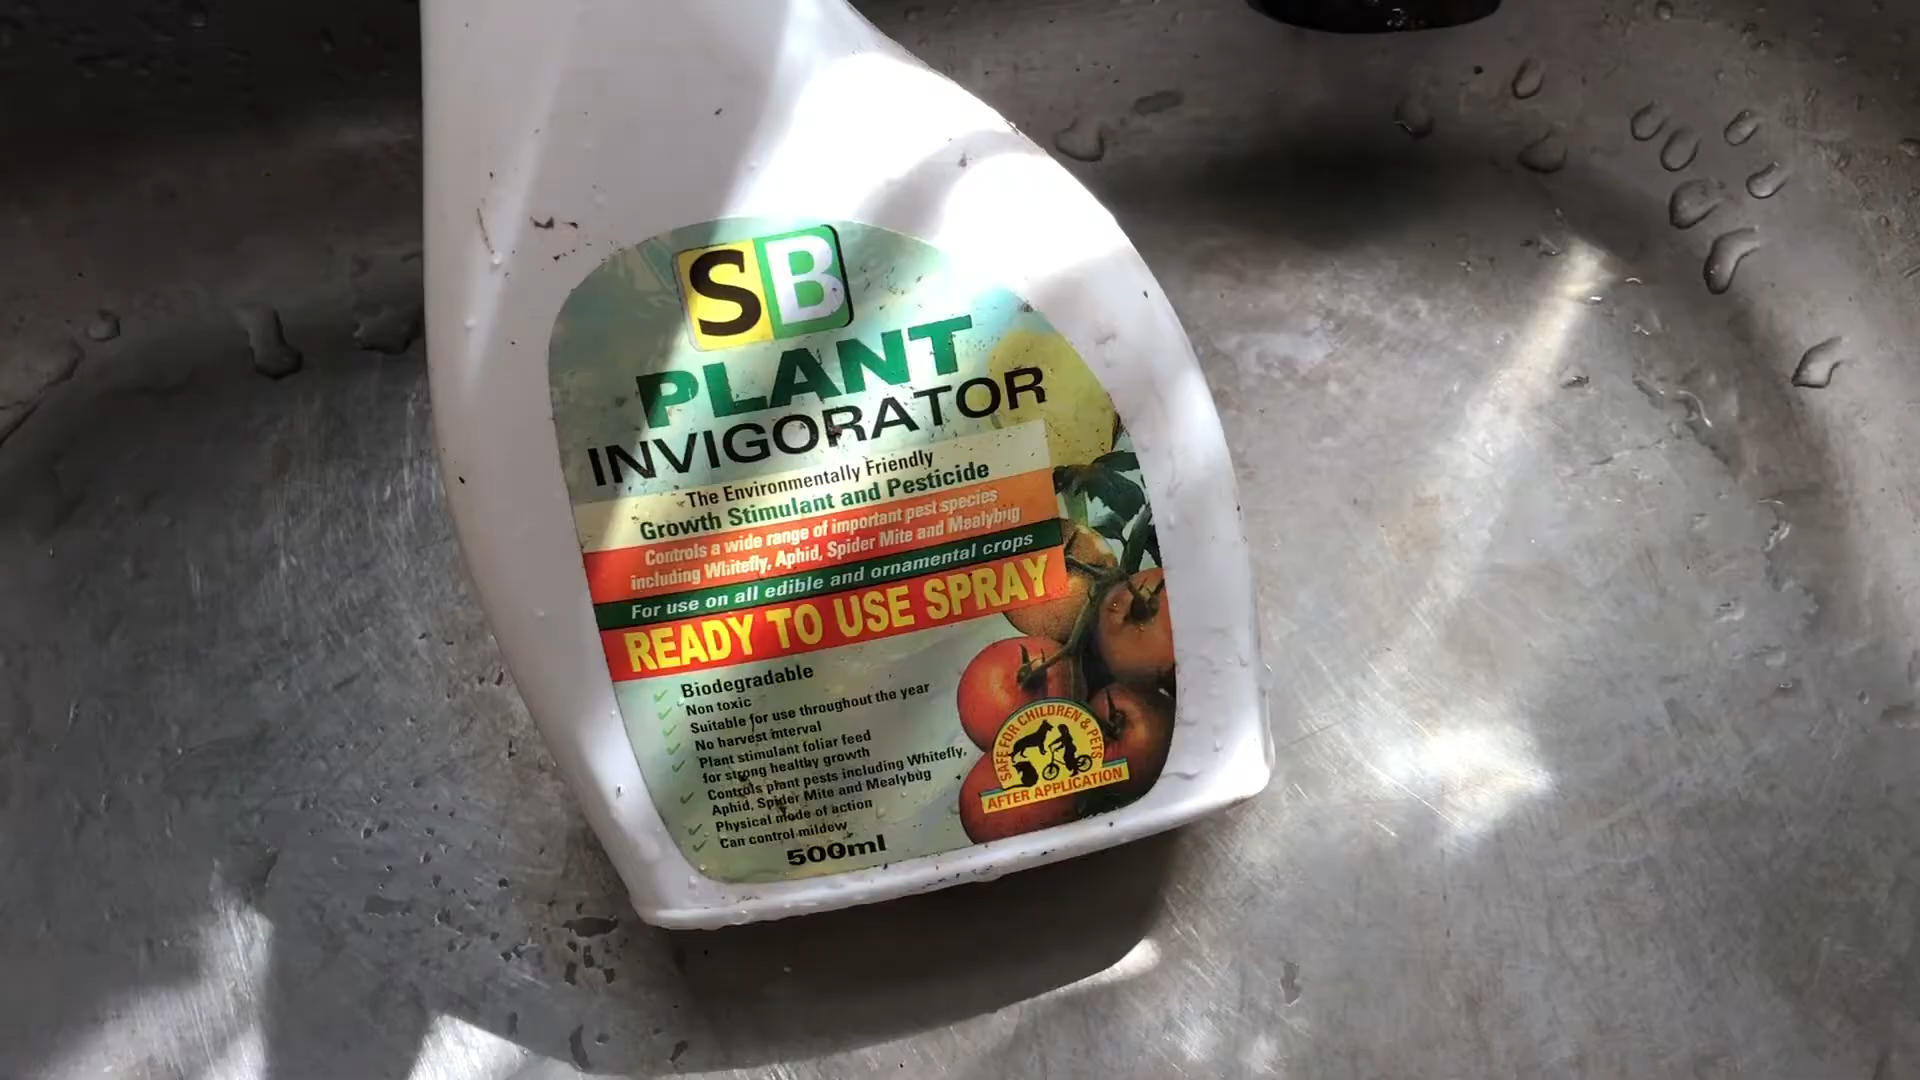 SB
PLANT
INVIGORATOR
The Environmentally Friendly
Growth Stimulant and Pesticide
Controls a wide range of important pest species
including Whitefly, Aphid, Spider Mite and Mealybug
For use on all edible and ornamental crops
READY TO USE SPRAY
Biodegradable
Non toxic
Suitable for use throughout the year
No harvest interval
Plant stimulant foliar feed
for strong healthy growth
Controls plant pests including Whitefly,
Aphid, Spider Mite and Mealybug
Physical mode of action
Can control mildew
500ml
SAFE FOR CHILDREN & PETS
AFTER APPLICATION